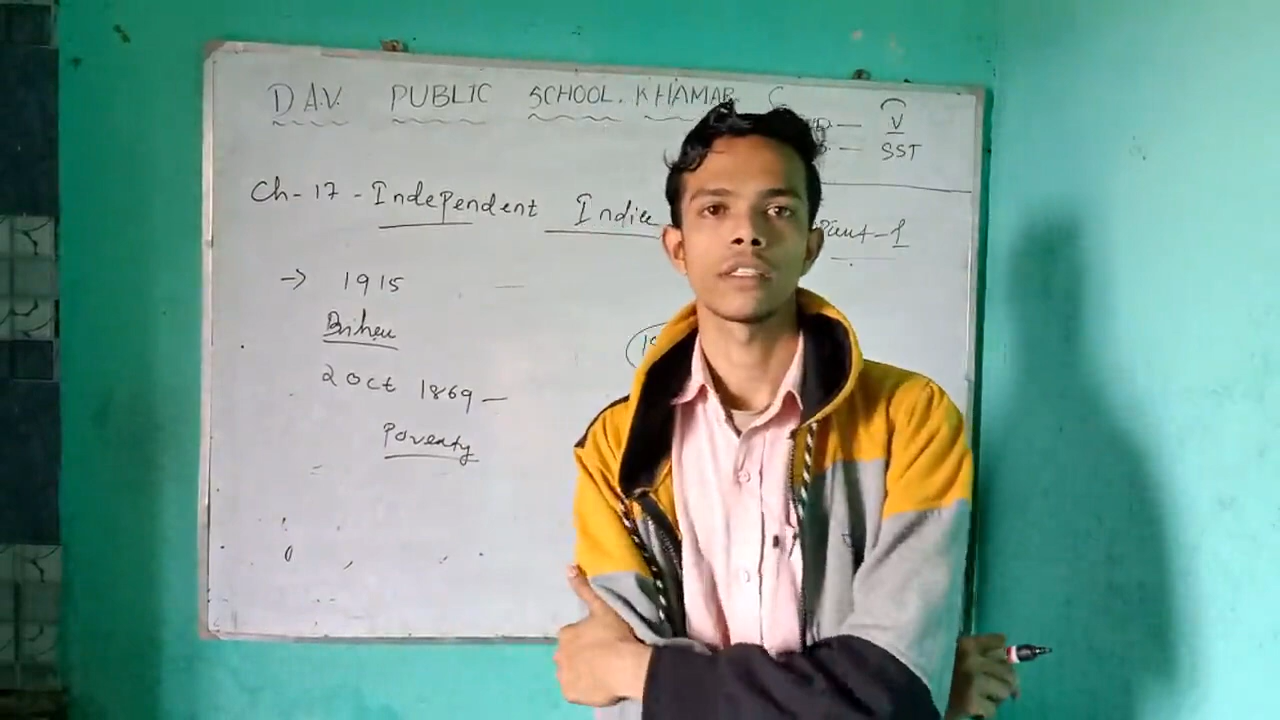 D.A.V. PUBLIC SCHOOL, KHAMAR
V
SST
Ch-17 - Independent India Part-1
→ 1915
Bihar
2 Oct 1869 —
Poverty